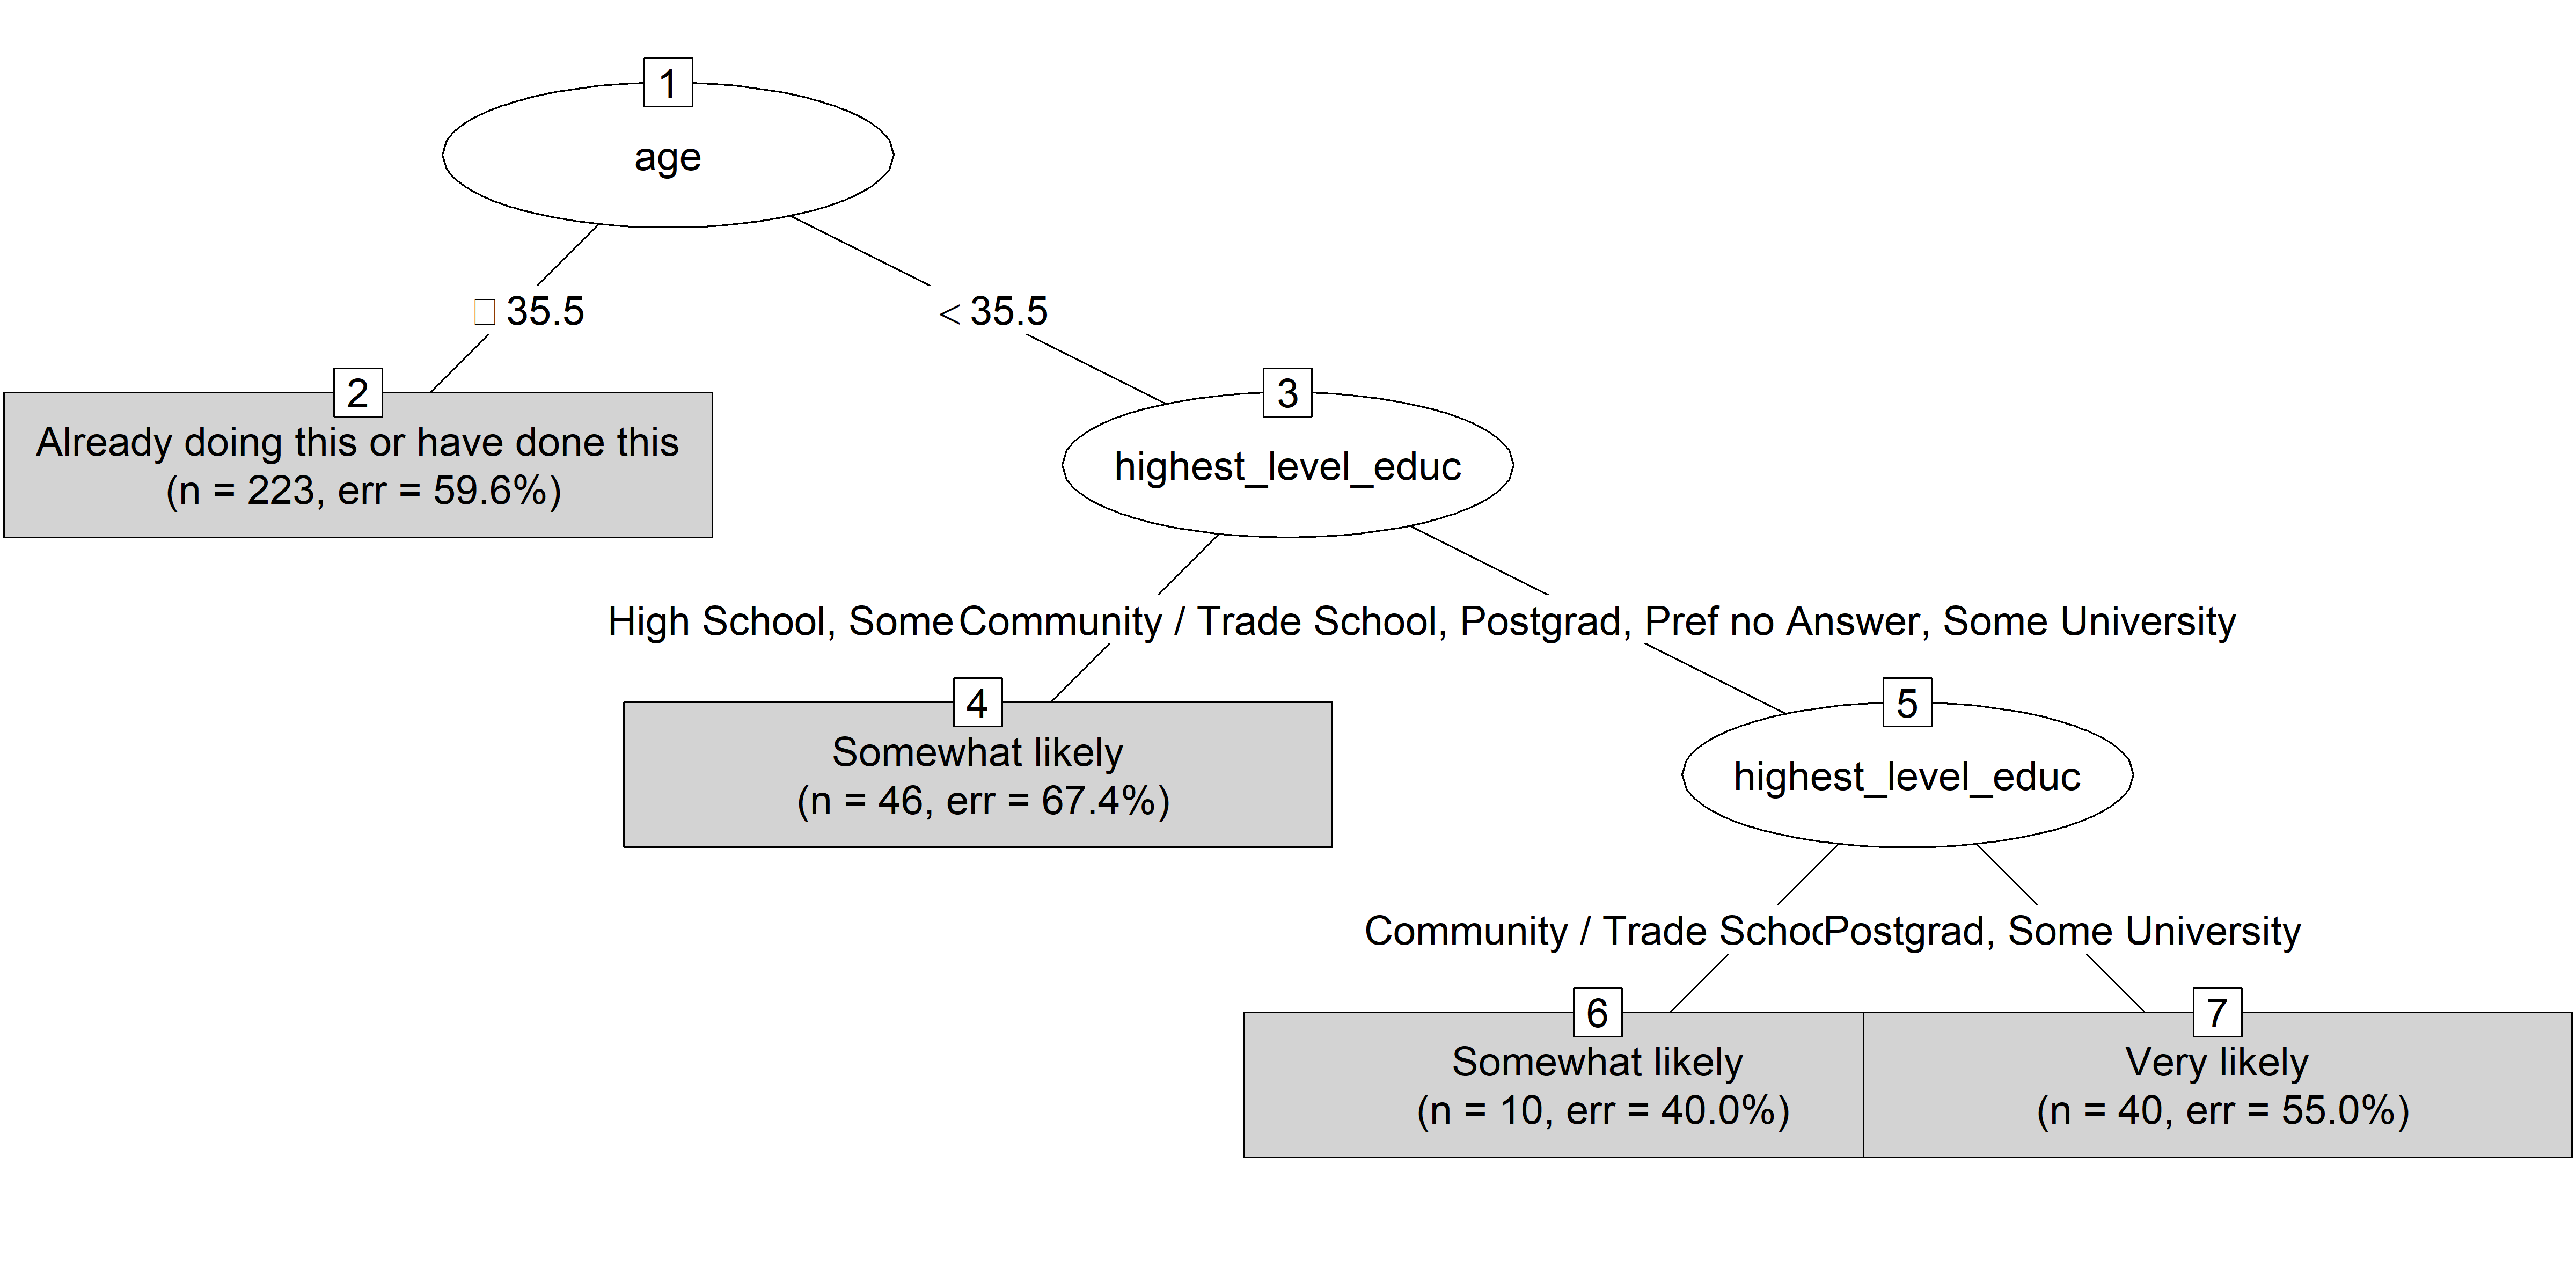 1
age
35.5
< 35.5
2
Already doing this or have done this
(n = 223, err = 59.6%)
3
highest_level_educ
High School, Some
Community / Trade School, Postgrad, Pref no Answer, Some University
4
Somewhat likely
(n = 46, err = 67.4%)
5
highest_level_educ
Community / Trade
Postgrad, Some University
6
Somewhat likely
(n = 10, err = 40.0%)
7
Very likely
(n = 40, err = 55.0%)